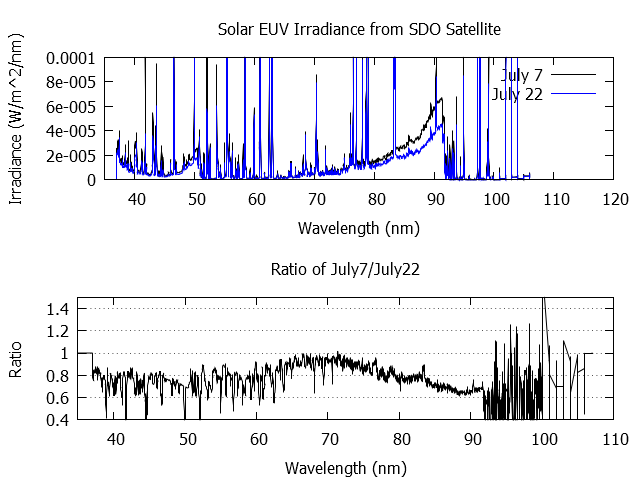 Solar EUV Irradiance from SDO Satellite
Irradiance (W/m^2/nm)
0.0001
8e-005
6e-005
4e-005
2e-005
0
July 7
July 22
40 50 60 70 80 90 100 110 120
Wavelength (nm)
Ratio of July7/July22
Ratio
1.4
1.2
1
0.8
0.6
0.4
40 50 60 70 80 90 100 110
Wavelength (nm)